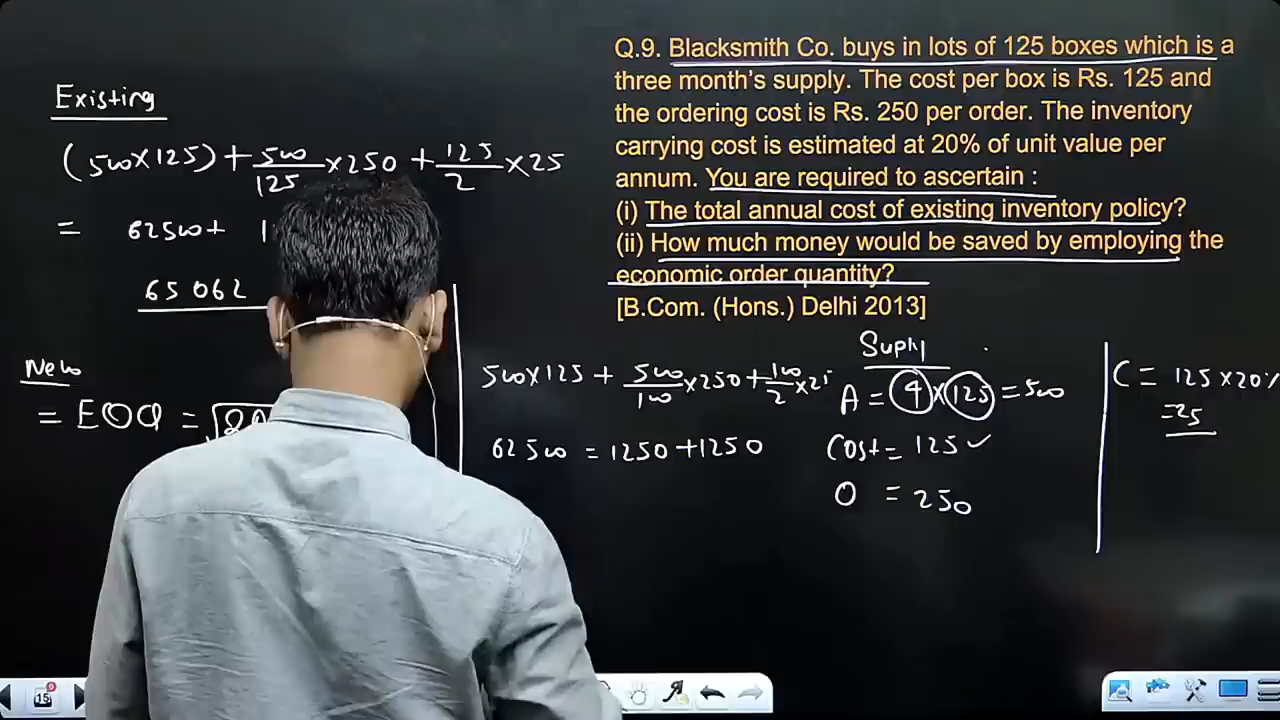 Q.9. Blacksmith Co. buys in lots of 125 boxes which is a
three month's supply. The cost per box is Rs. 125 and
the ordering cost is Rs. 250 per order. The inventory
carrying cost is estimated at 20% of unit value per
annum. You are required to ascertain :
(i) The total annual cost of existing inventory policy?
(ii) How much money would be saved by employing the
economic order quantity?
[B.Com. (Hons.) Delhi 2013]
Existing
(500×125) + 500/125 ×250 + 125/2 ×25
= 62500+ 1
65062
New
= EOQ =
500×125 + 500/100 ×250 + 100/2 ×25
62500 = 1250 + 1250
Suply
A = 4 × 125 = 500
Cost = 125 ✓
O = 250
C = 125 × 20%
=25
15
9